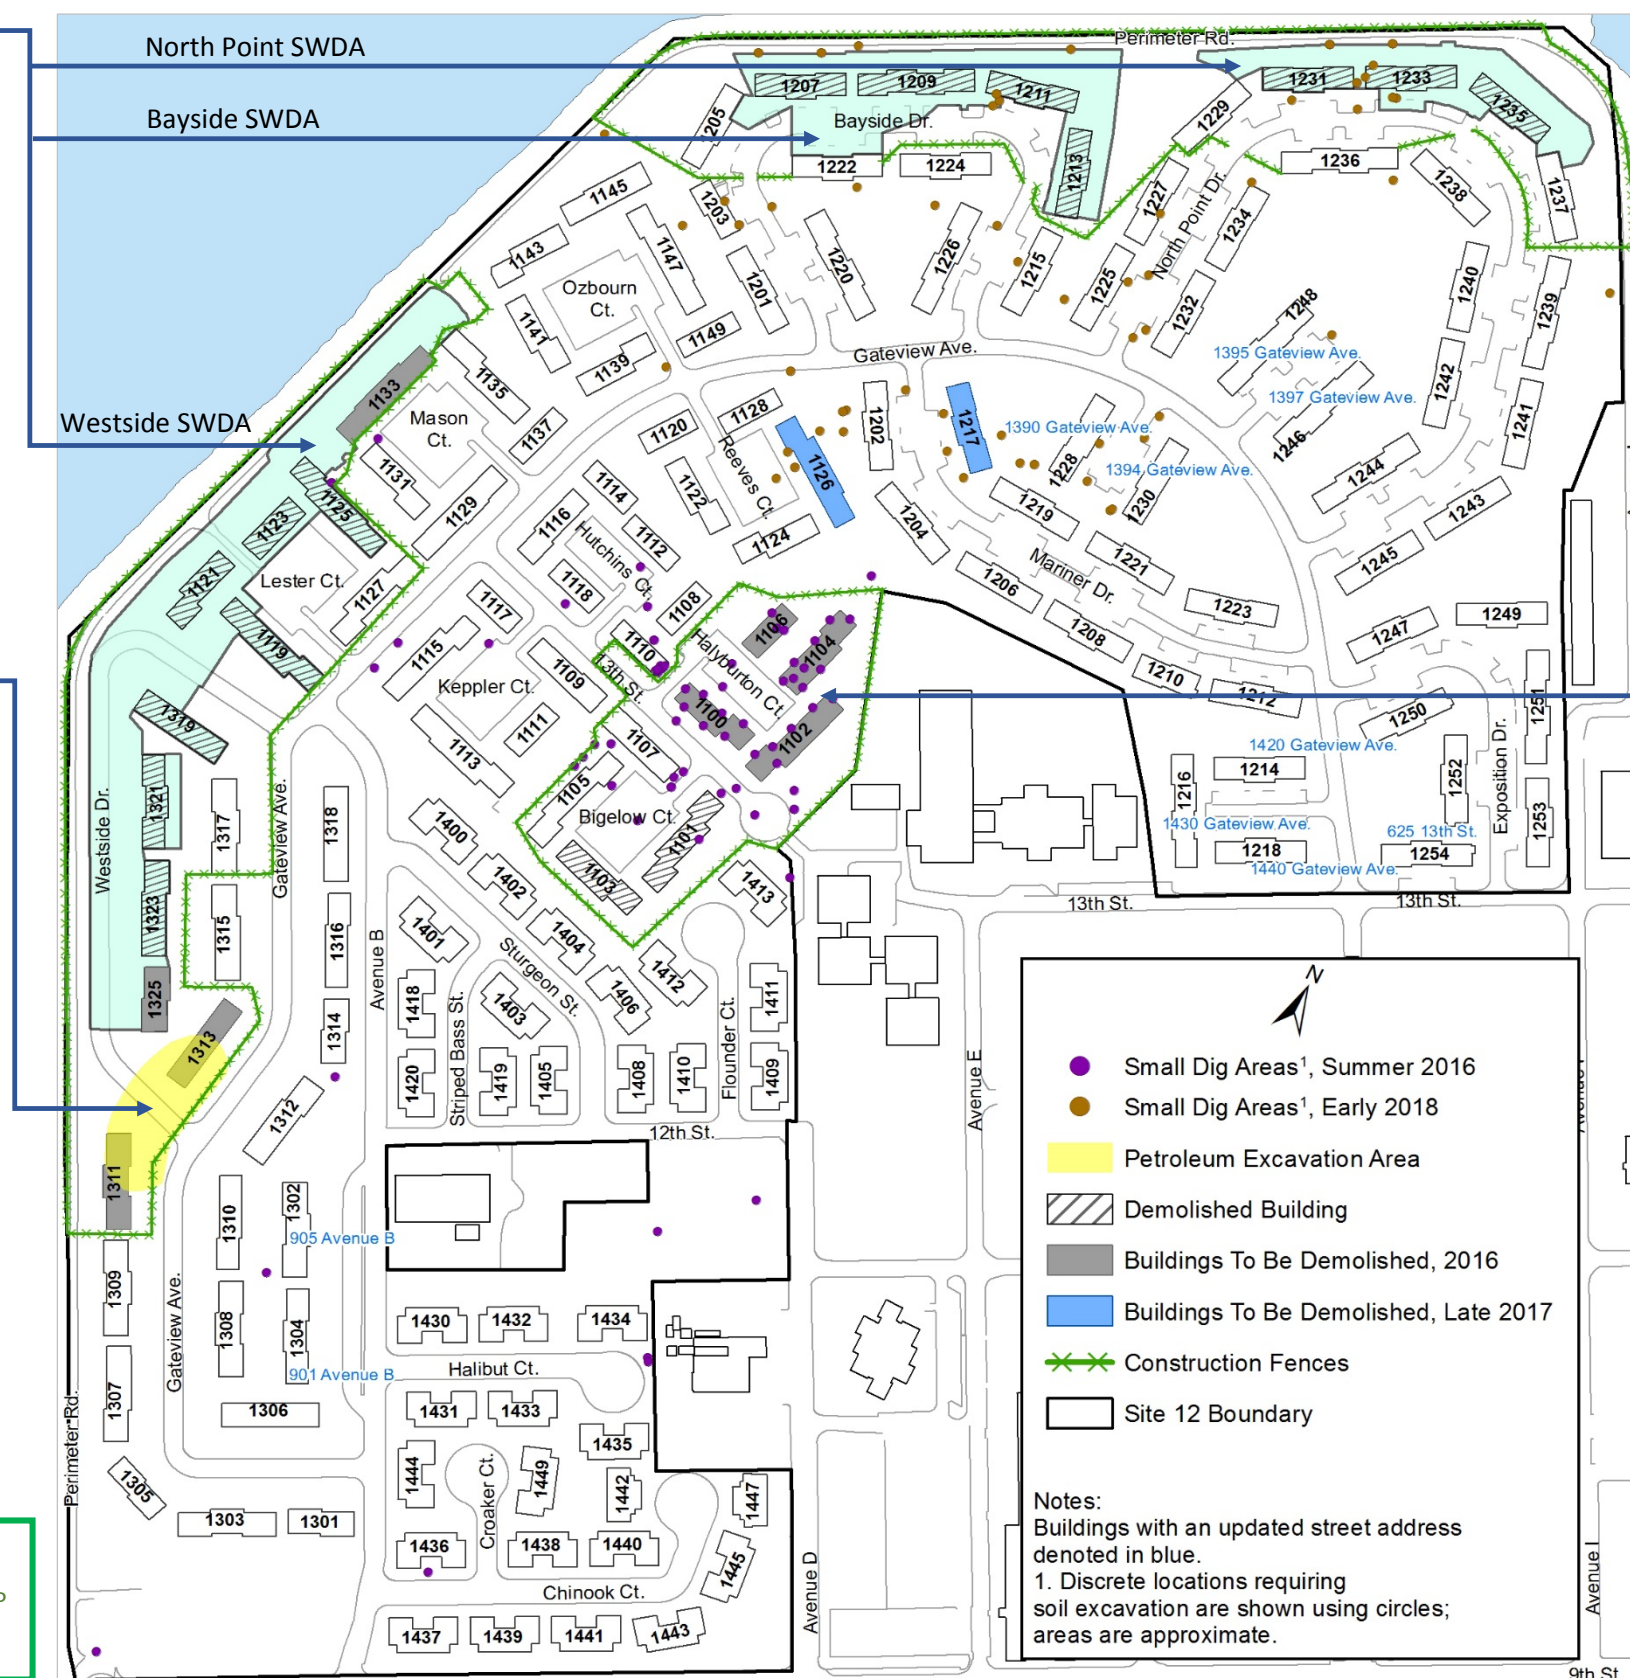 North Point SWDA
Bayside SWDA
Westside SWDA
Perimeter Rd.
1207
1209
1211
1213
1205
Bayside Dr.
1222
1224
1229
1231
1233
1235
1236
1238
1237
1227
North Point Dr.
1234
1145
1203
1143
1147
1201
1220
1226
1215
1225
1232
1240
1239
Ozbourn
Ct.
1141
1149
1139
Gateview Ave.
1248
1395 Gateview Ave.
1397 Gateview Ave.
1246
1242
1241
1133
1135
Mason
Ct.
1137
1131
1129
1120
1128
1122
Reeves Ct.
1126
1124
1202
1217
1204
1390 Gateview Ave.
1228
1394 Gateview Ave.
1230
1219
1221
1244
1243
1245
1125
1123
1121
Lester Ct.
1127
1119
1114
1116
1112
Hutchins Ct.
1118
1108
1110
1117
1115
Keppler Ct.
1109
1111
1113
13th St.
1106
1104
Halyburton Ct.
1100
1102
1107
1105
Bigelow Ct.
1101
1103
1206
Mariner Dr.
1208
1223
1210
1212
1247
1249
1250
1251
1420 Gateview Ave.
1214
1216
1430 Gateview Ave.
1218
1440 Gateview Ave.
1252
Exposition Dr.
625 13th St.
1254
1253
13th St.
13th St.
1319
1321
1323
1325
Westside Dr.
1317
1315
Gateview Ave.
1318
1316
1314
Avenue B
1313
1312
1311
1400
1402
1404
1401
Sturgeon St.
1406
1412
1413
1411
1418
1403
1420
Striped Bass St.
1419
1405
1408
1410
Flounder Ct.
1409
12th St.
Avenue E
1310
1302
905 Avenue B
1309
1308
1304
901 Avenue B
1307
Gateview Ave.
1306
Perimeter Rd.
1305
1303
1301
1430
1432
1434
Halibut Ct.
1431
1433
1435
1444
Croaker Ct.
1449
1442
1447
1436
1438
1440
1445
Chinook Ct.
1437
1439
1441
1443
Avenue D
Avenue I
9th St.
N
Small Dig Areas¹, Summer 2016
Small Dig Areas¹, Early 2018
Petroleum Excavation Area
Demolished Building
Buildings To Be Demolished, 2016
Buildings To Be Demolished, Late 2017
Construction Fences
Site 12 Boundary
Notes:
Buildings with an updated street address
denoted in blue.
1. Discrete locations requiring
soil excavation are shown using circles;
areas are approximate.